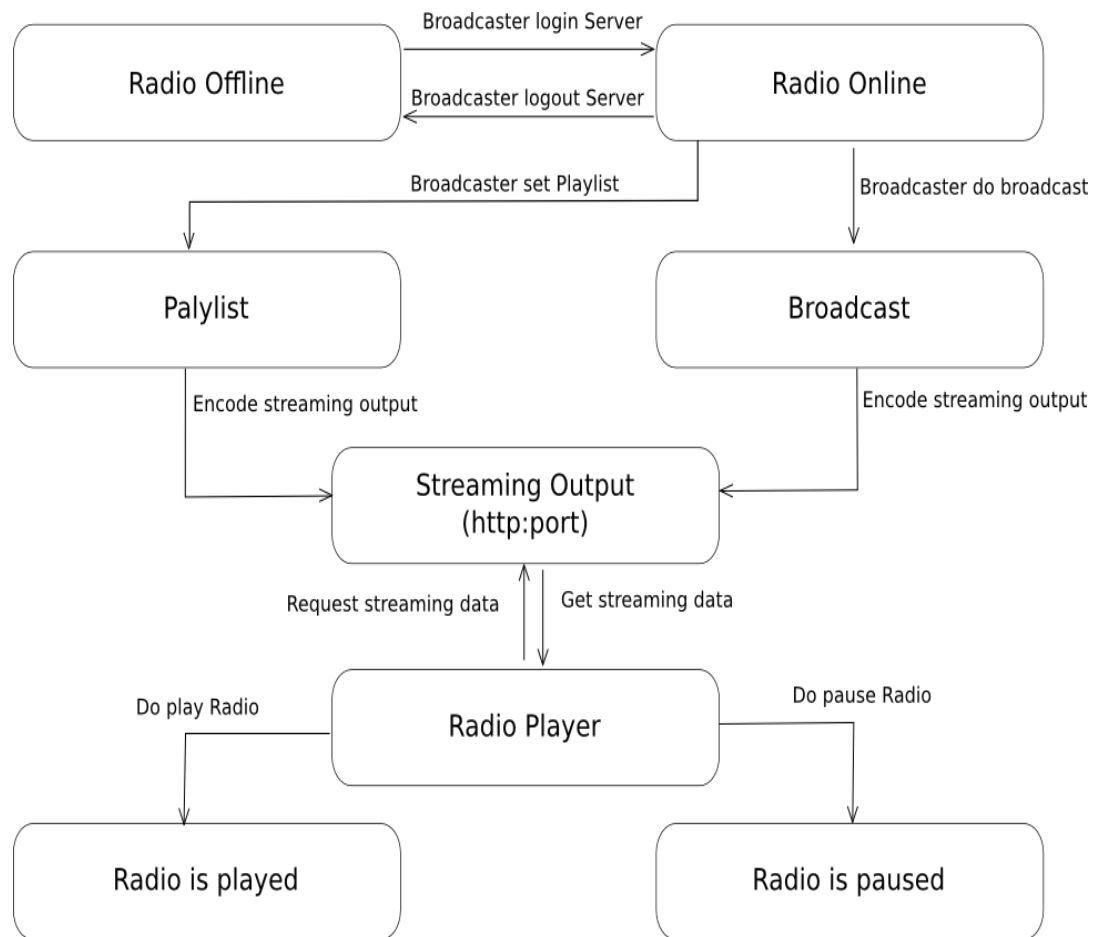 Broadcaster login Server
Radio Offline
Radio Online
Broadcaster logout Server
Broadcaster set Playlist
Broadcaster do broadcast
Palylist
Broadcast
Encode streaming output
Encode streaming output
Streaming Output
(http:port)
Request streaming data
Get streaming data
Do play Radio
Radio Player
Do pause Radio
Radio is played
Radio is paused